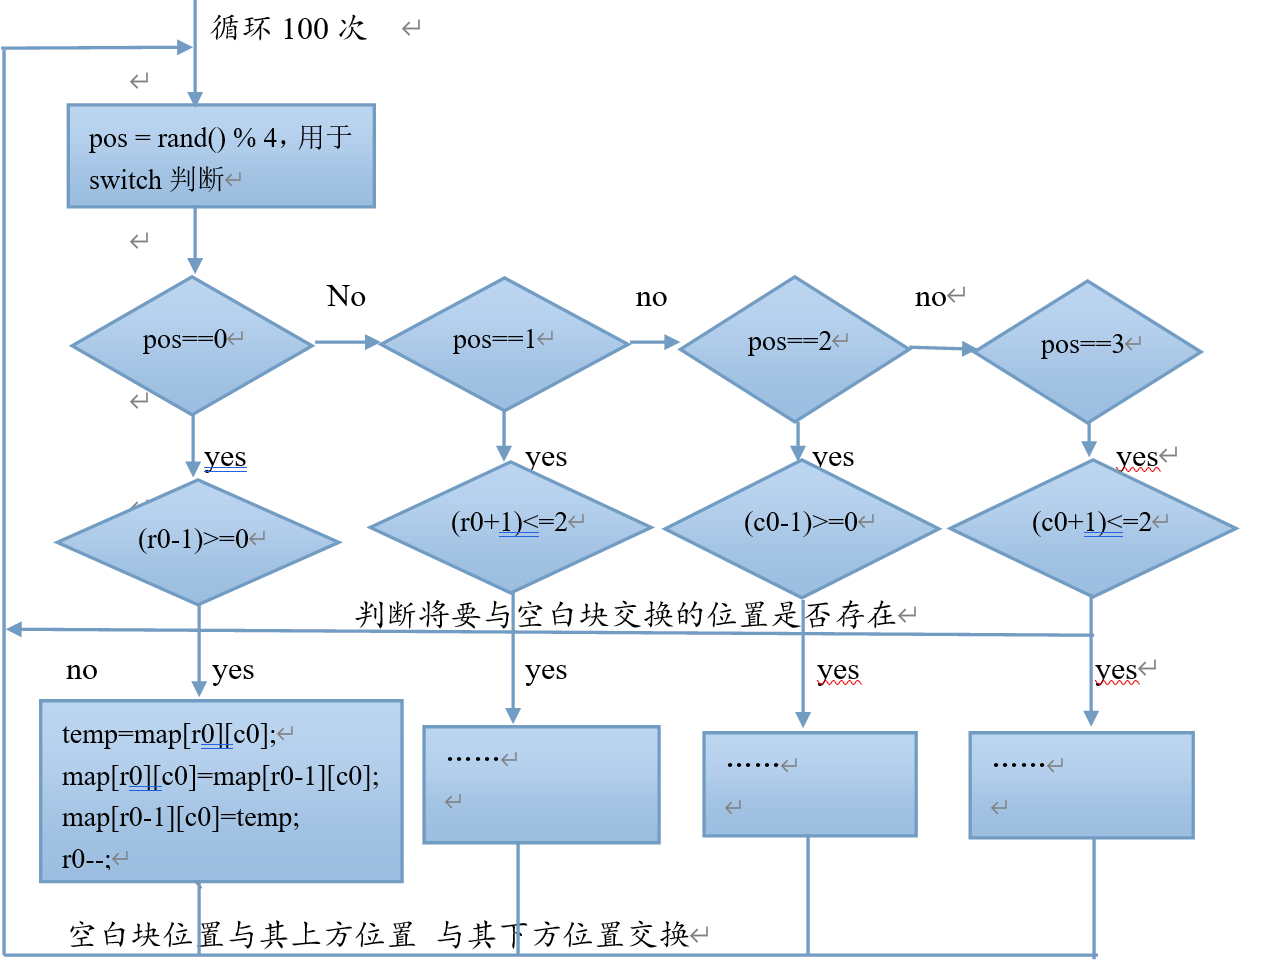 循环 100 次
pos = rand() % 4，用于
switch 判断
No
no
no
pos==0
pos==1
pos==2
pos==3
yes
yes
yes
yes
(r0-1)>=0
(r0+1)<=2
(c0-1)>=0
(c0+1)<=2
判断将要与空白块交换的位置是否存在
no
yes
yes
yes
yes
temp=map[r0][c0];
map[r0][c0]=map[r0-1][c0];
map[r0-1][c0]=temp;
r0--;
……
……
……
空白块位置与其上方位置 与其下方位置交换